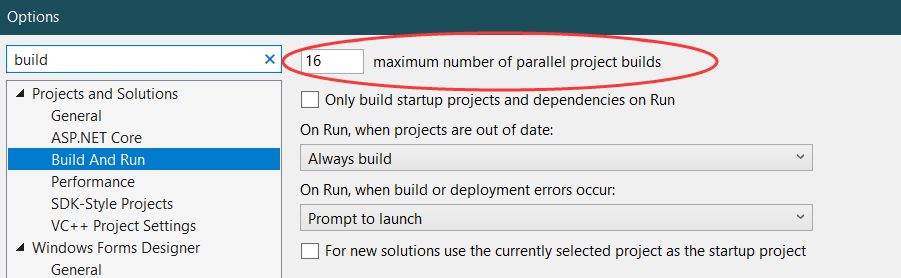 Options
build
16 maximum number of parallel project builds
Projects and Solutions
General
ASP.NET Core
Build And Run
Performance
SDK-Style Projects
VC++ Project Settings
Windows Forms Designer
General
Only build startup projects and dependencies on Run
On Run, when projects are out of date:
Always build
On Run, when build or deployment errors occur:
Prompt to launch
For new solutions use the currently selected project as the startup project